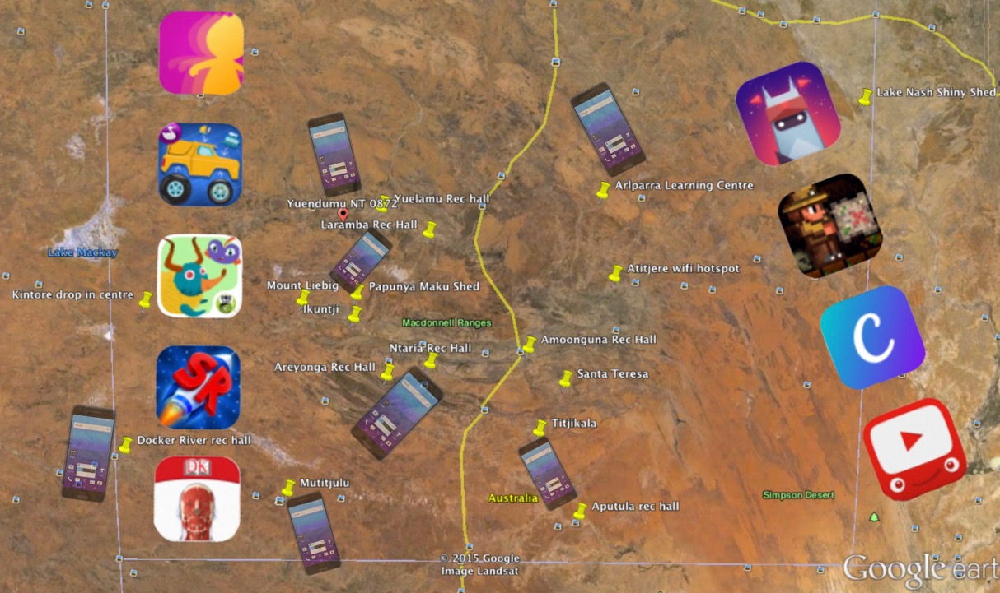 Lake Nash Shiny Shed
Arlparra Learning Centre
Yuelamu Rec hall
Yuendumu NT 0872
Laramba Rec Hall
Lake Mackay
Atitjere wifi hotspot
Mount Liebig
Papunya Maku Shed
Kintore drop in centre
Ikuntji
Macdonnell Ranges
Amoonguna Rec Hall
Ntaria Rec Hall
Areyonga Rec Hall
Santa Teresa
C
SR
Titjikala
Docker River rec hall
DK
Mutitjulu
Australia
Simpson Desert
Aputula rec hall
© 2015 Google
Image Landsat
Google eart